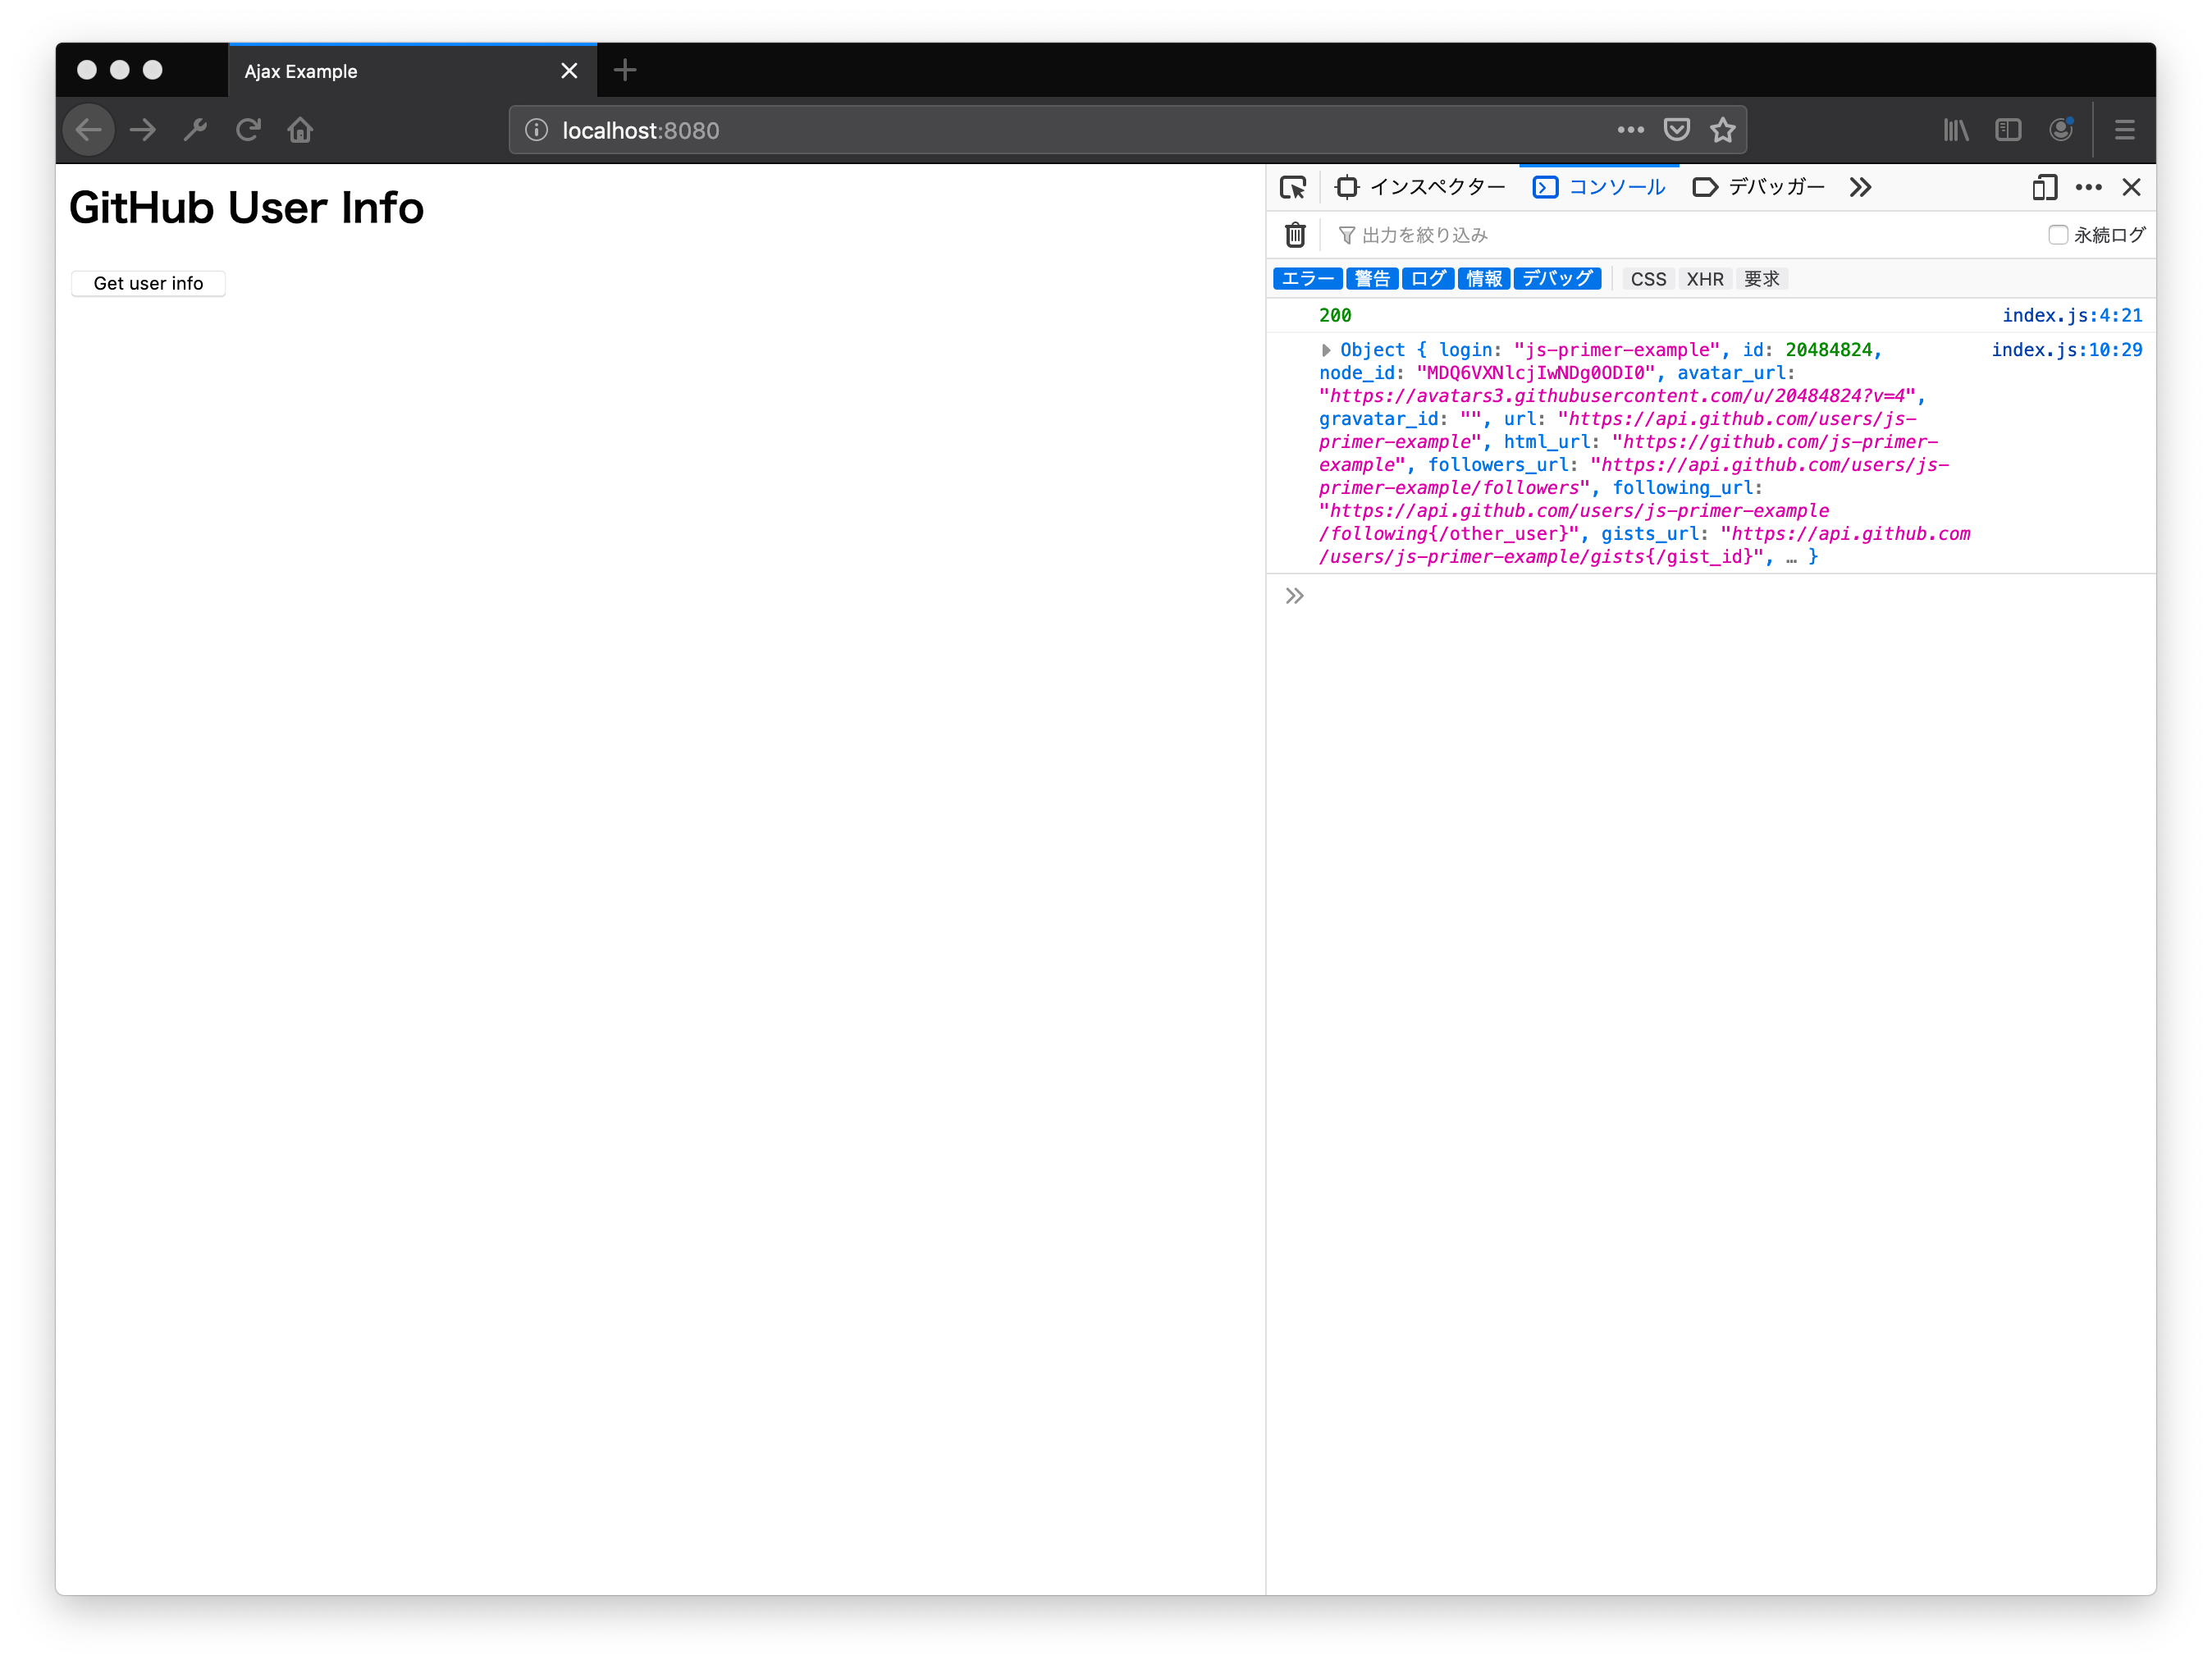 Ajax Example
localhost:8080
GitHub User Info
Get user info
インスペクター コンソール デバッガー
出力を絞り込み 永続ログ
エラー 警告 ログ 情報 デバッグ CSS XHR 要求
200 index.js:4:21
Object { login: "js-primer-example", id: 20484824, index.js:10:29
node_id: "MDQ6VXNlcjIwNDg0ODI0", avatar_url:
"https://avatars3.githubusercontent.com/u/20484824?v=4",
gravatar_id: "", url: "https://api.github.com/users/js-
primer-example", html_url: "https://github.com/js-primer-
example", followers_url: "https://api.github.com/users/js-
primer-example/followers", following_url:
"https://api.github.com/users/js-primer-example
/following{/other_user}", gists_url: "https://api.github.com
/users/js-primer-example/gists{/gist_id}", … }